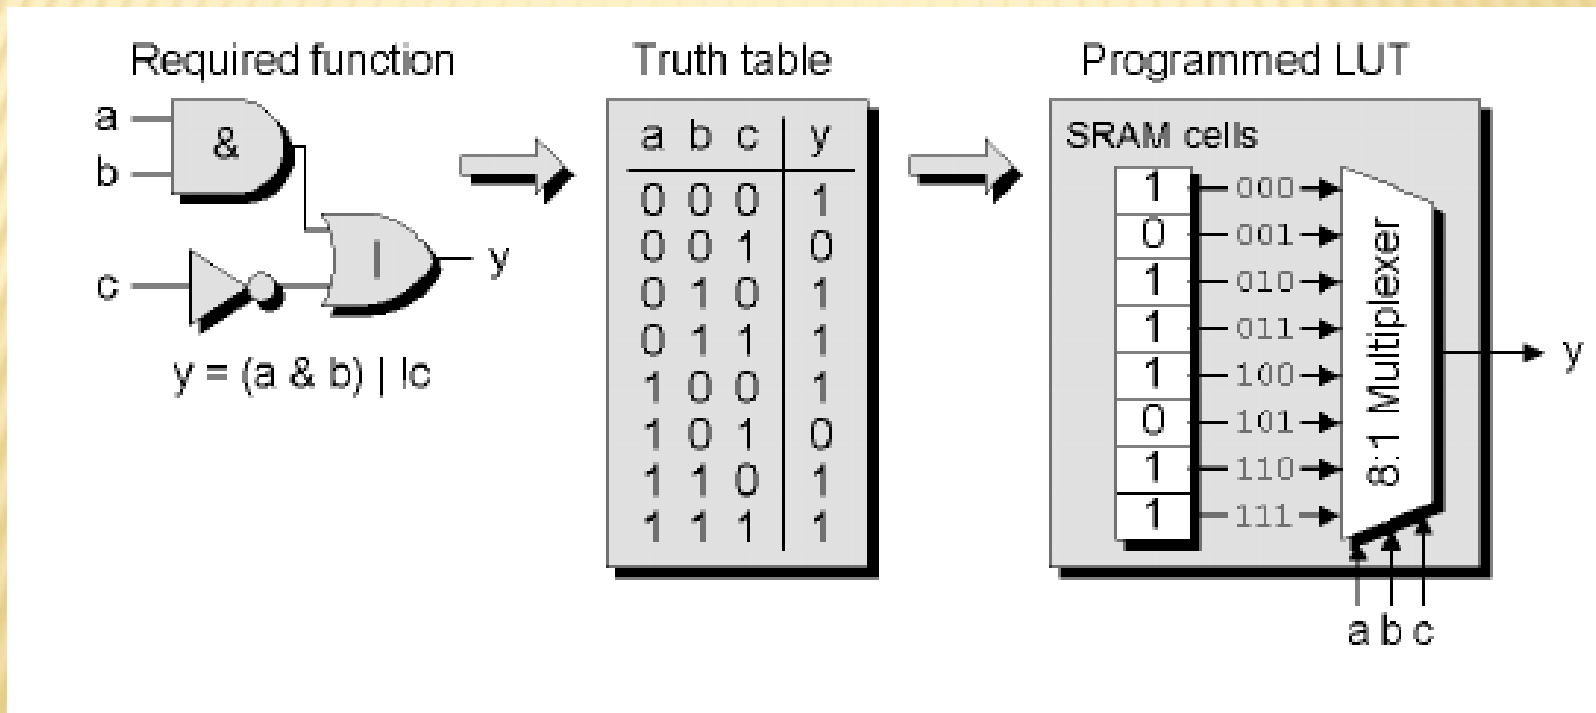 Required function
a
&
b
|
y
c
y = (a & b) | !c
Truth table
a b c y
0 0 0 1
0 0 1 0
0 1 0 1
0 1 1 1
1 0 0 1
1 0 1 0
1 1 0 1
1 1 1 1
Programmed LUT
SRAM cells
1 000
0 001
1 010
1 011
1 100
0 101
1 110
1 111
8:1 Multiplexer
y
a b c